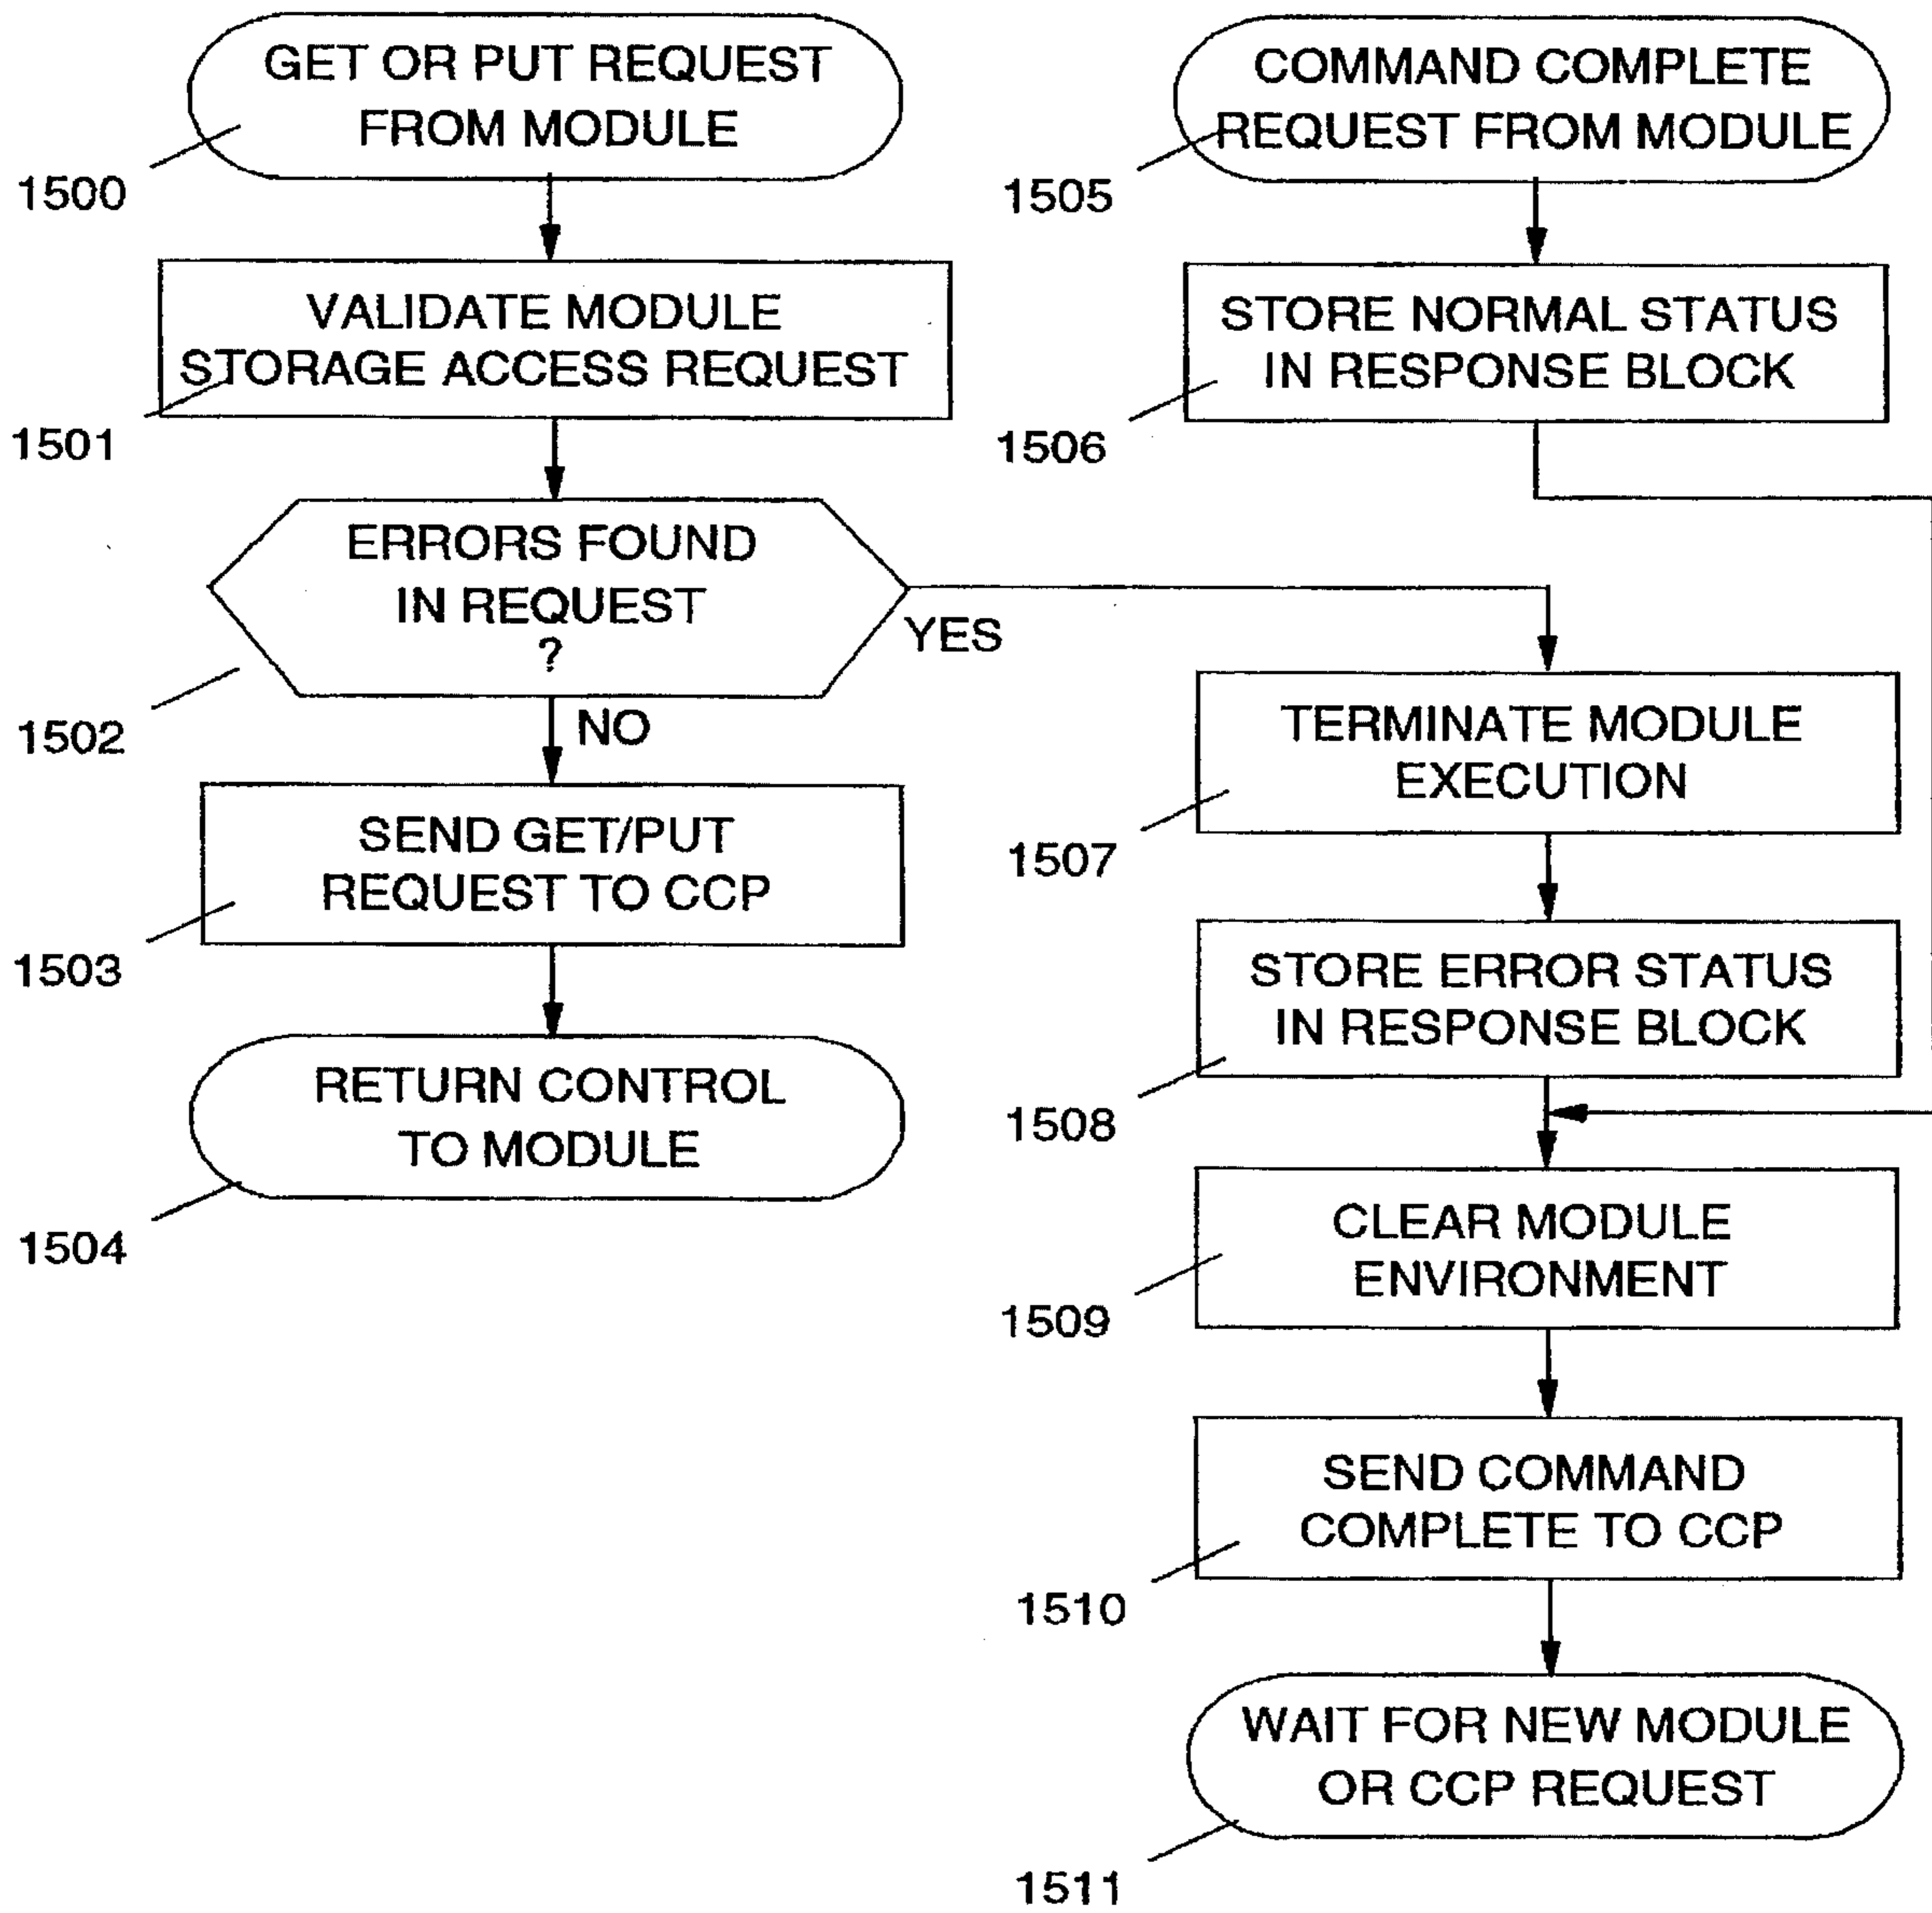 GET OR PUT REQUEST
FROM MODULE
1500
VALIDATE MODULE
STORAGE ACCESS REQUEST
1501
ERRORS FOUND
IN REQUEST
?
YES
1502
NO
SEND GET/PUT
REQUEST TO CCP
1503
RETURN CONTROL
TO MODULE
1504
COMMAND COMPLETE
REQUEST FROM MODULE
1505
STORE NORMAL STATUS
IN RESPONSE BLOCK
1506
TERMINATE MODULE
EXECUTION
1507
STORE ERROR STATUS
IN RESPONSE BLOCK
1508
CLEAR MODULE
ENVIRONMENT
1509
SEND COMMAND
COMPLETE TO CCP
1510
WAIT FOR NEW MODULE
OR CCP REQUEST
1511